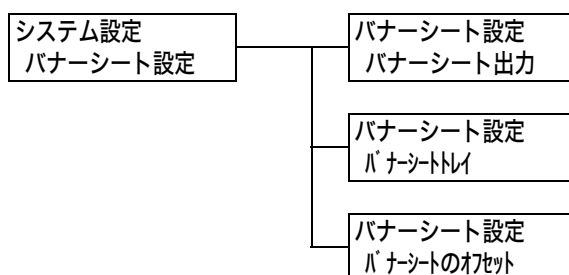 システム設定
バナーシート設定
バナーシート設定
バナーシート出力
バナーシート設定
ﾊﾞﾅｰｼｰﾄﾄﾚｲ
バナーシート設定
ﾊﾞﾅｰｼｰﾄのｵﾌｾｯﾄ